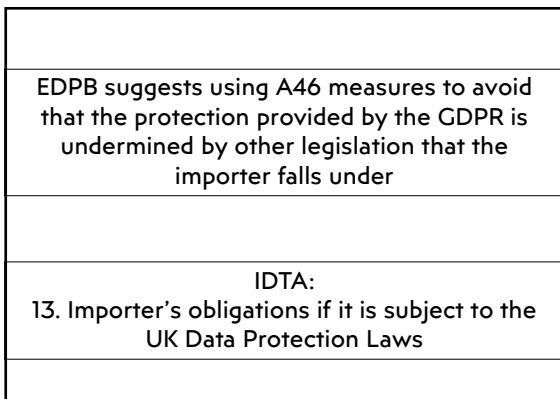 EDPB suggests using A46 measures to avoid
that the protection provided by the GDPR is
undermined by other legislation that the
importer falls under
IDTA:
13. Importer's obligations if it is subject to the
UK Data Protection Laws